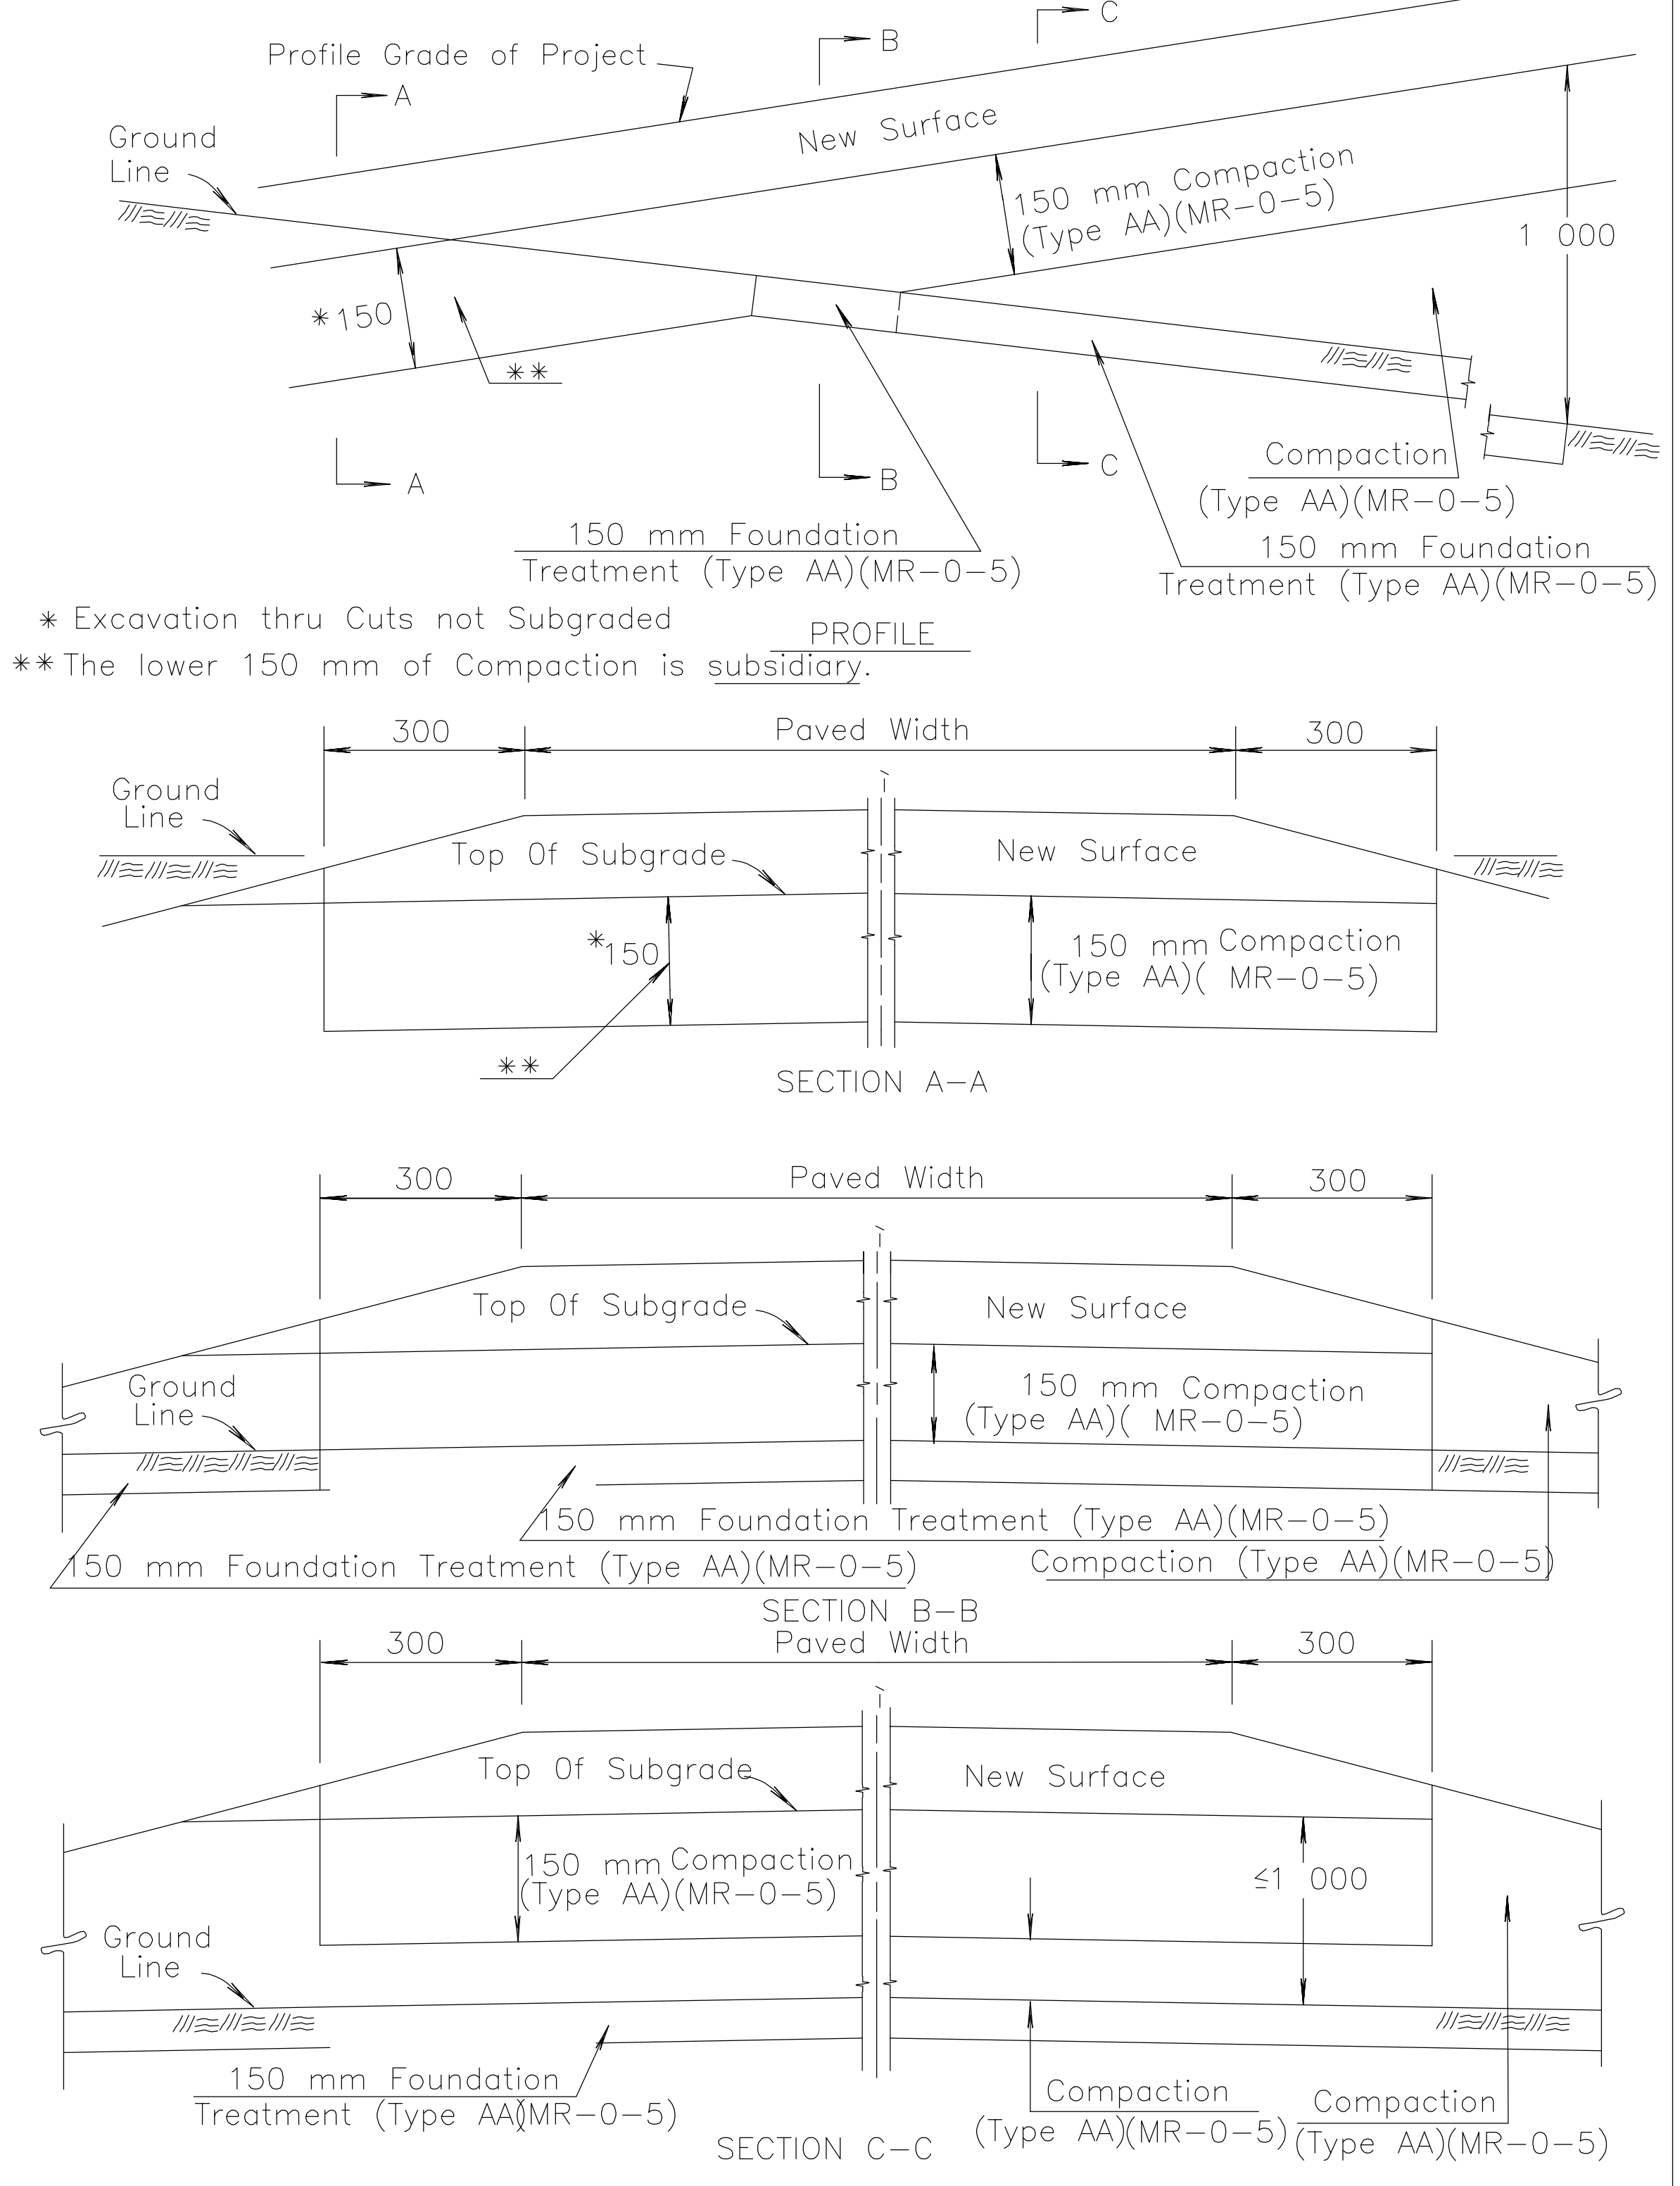 C
B
Profile Grade of Project
A
New Surface
Ground
Line
150 mm Compaction
(Type AA)(MR-0-5)
1 000
*150
**
A
B
C
Compaction
(Type AA)(MR-0-5)
150 mm Foundation
Treatment (Type AA)(MR-0-5)
150 mm Foundation
Treatment (Type AA)(MR-0-5)
* Excavation thru Cuts not Subgraded
PROFILE
** The lower 150 mm of Compaction is subsidiary.
300
Paved Width
300
Ground
Line
Top Of Subgrade
New Surface
*150
150 mm Compaction
(Type AA)( MR-0-5)
**
SECTION A-A
300
Paved Width
300
Top Of Subgrade
New Surface
Ground
Line
150 mm Compaction
(Type AA)( MR-0-5)
150 mm Foundation Treatment (Type AA)(MR-0-5)
150 mm Foundation Treatment (Type AA)(MR-0-5)
Compaction (Type AA)(MR-0-5)
SECTION B-B
300
Paved Width
300
Top Of Subgrade
New Surface
150 mm Compaction
(Type AA)(MR-0-5)
≤1 000
Ground
Line
150 mm Foundation
Treatment (Type AA)(MR-0-5)
Compaction
(Type AA)(MR-0-5)
Compaction
(Type AA)(MR-0-5)
SECTION C-C